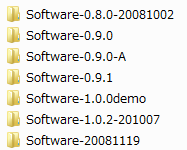 Software-0.8.0-20081002
Software-0.9.0
Software-0.9.0-A
Software-0.9.1
Software-1.0.0demo
Software-1.0.2-201007
Software-20081119